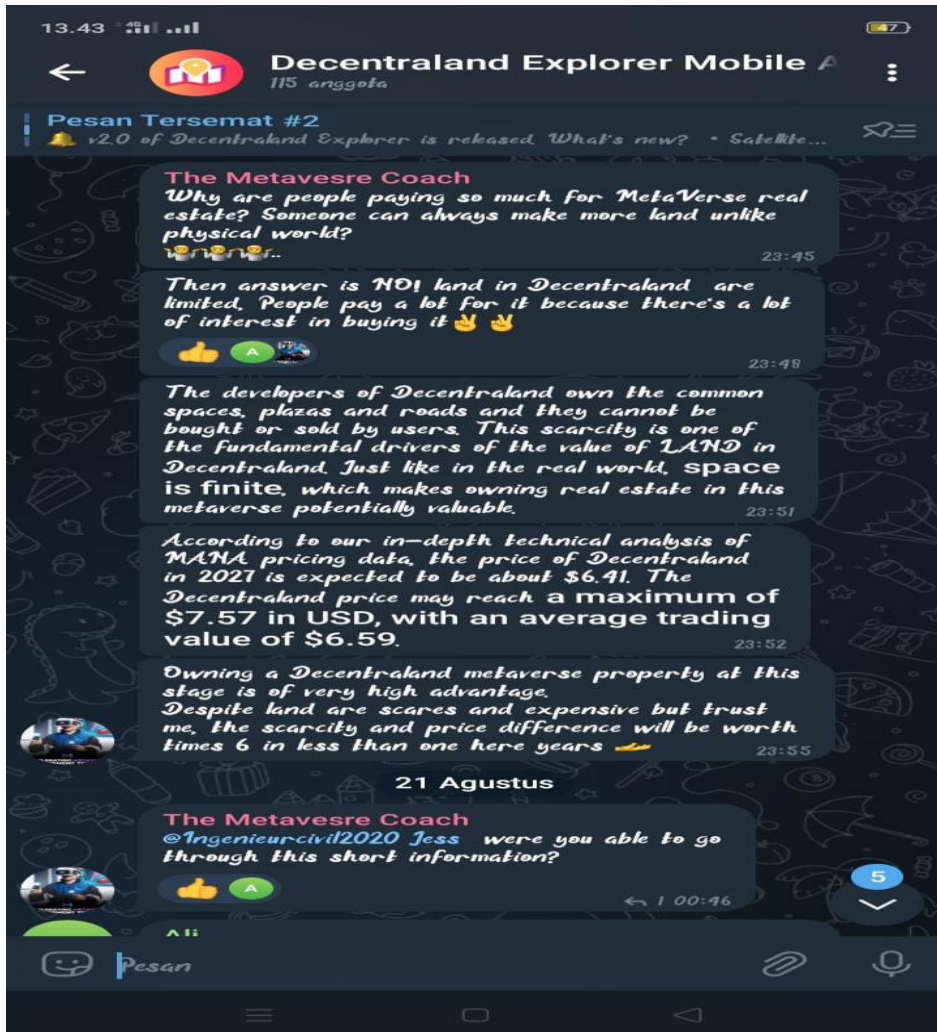 13.43
47
Decentraland Explorer Mobile A
115 anggota
Pesan Tersemat #2
🔔 v2.0 of Decentraland Explorer is released What's new? • Satellite...
The Metavesre Coach
Why are people paying so much for MetaVerse real
estate? Someone can always make more land unlike
physical world?
🤷🤷🤷..
23:45
Then answer is NO! land in Decentraland are
limited, People pay a lot for it because there's a lot
of interest in buying it✌️ ✌️
👍 A
23:48
The developers of Decentraland own the common
spaces, plazas and roads and they cannot be
bought or sold by users. This scarcity is one of
the fundamental drivers of the value of LAND in
Decentraland. Just like in the real world, space
is finite, which makes owning real estate in this
metaverse potentially valuable.
23:51
According to our in-depth technical analysis of
MANA pricing data, the price of Decentraland
in 2027 is expected to be about $6.41. The
Decentraland price may reach a maximum of
$7.57 in USD, with an average trading
value of $6.59.
23:52
Owning a Decentraland metaverse property at this
stage is of very high advantage.
Despite land are scares and expensive but trust
me, the scarcity and price difference will be worth
times 6 in less than one here years
23:55
21 Agustus
The Metavesre Coach
@Ingenieurcivil2020 Jess were you able to go
through this short information?
👍 A
1 00:46
5
Ali
Pesan